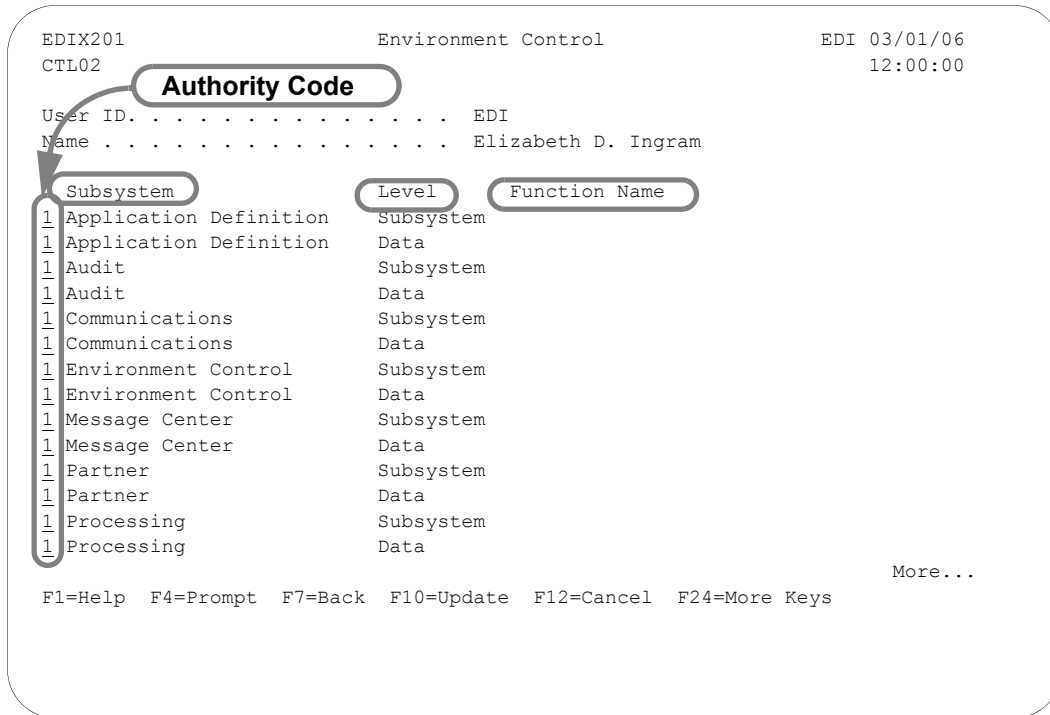 EDIX201 Environment Control EDI 03/01/06
CTL02 12:00:00
Authority Code
User ID. . . . . . . . . . . . . . EDI
Name . . . . . . . . . . . . . . . Elizabeth D. Ingram
Subsystem Level Function Name
1 Application Definition Subsystem
1 Application Definition Data
1 Audit Subsystem
1 Audit Data
1 Communications Subsystem
1 Communications Data
1 Environment Control Subsystem
1 Environment Control Data
1 Message Center Subsystem
1 Message Center Data
1 Partner Subsystem
1 Partner Data
1 Processing Subsystem
1 Processing Data
More...
F1=Help F4=Prompt F7=Back F10=Update F12=Cancel F24=More Keys